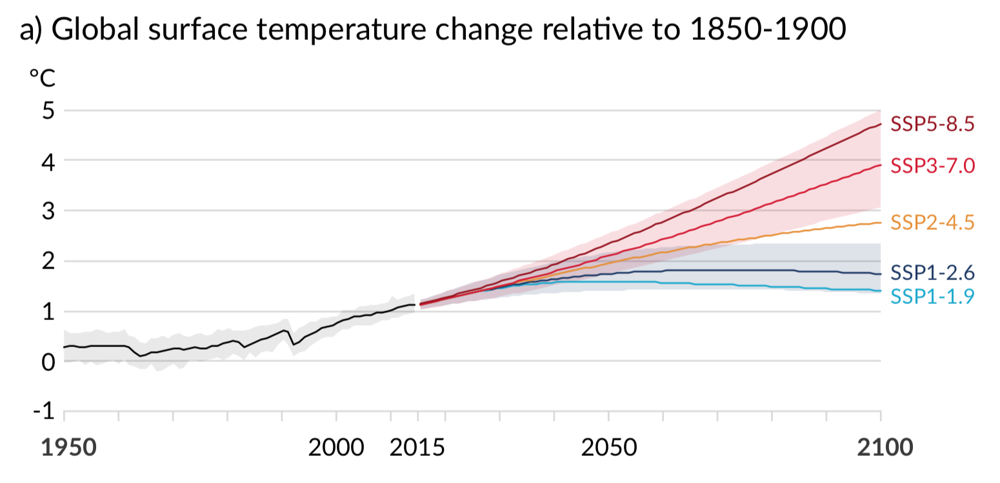 a) Global surface temperature change relative to 1850-1900
°C
5
4
3
2
1
0
-1
1950 2000 2015 2050 2100
SSP5-8.5
SSP3-7.0
SSP2-4.5
SSP1-2.6
SSP1-1.9